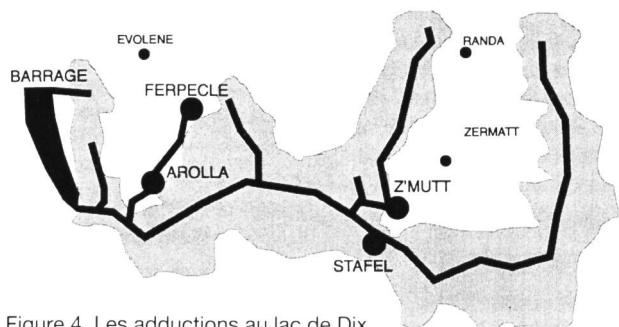 EVOLENE
RANDA
BARRAGE
FERPECLE
ZERMATT
AROLLA
Z'MUTT
STAFEL
Figure 4. Les adductions au lac de Dix